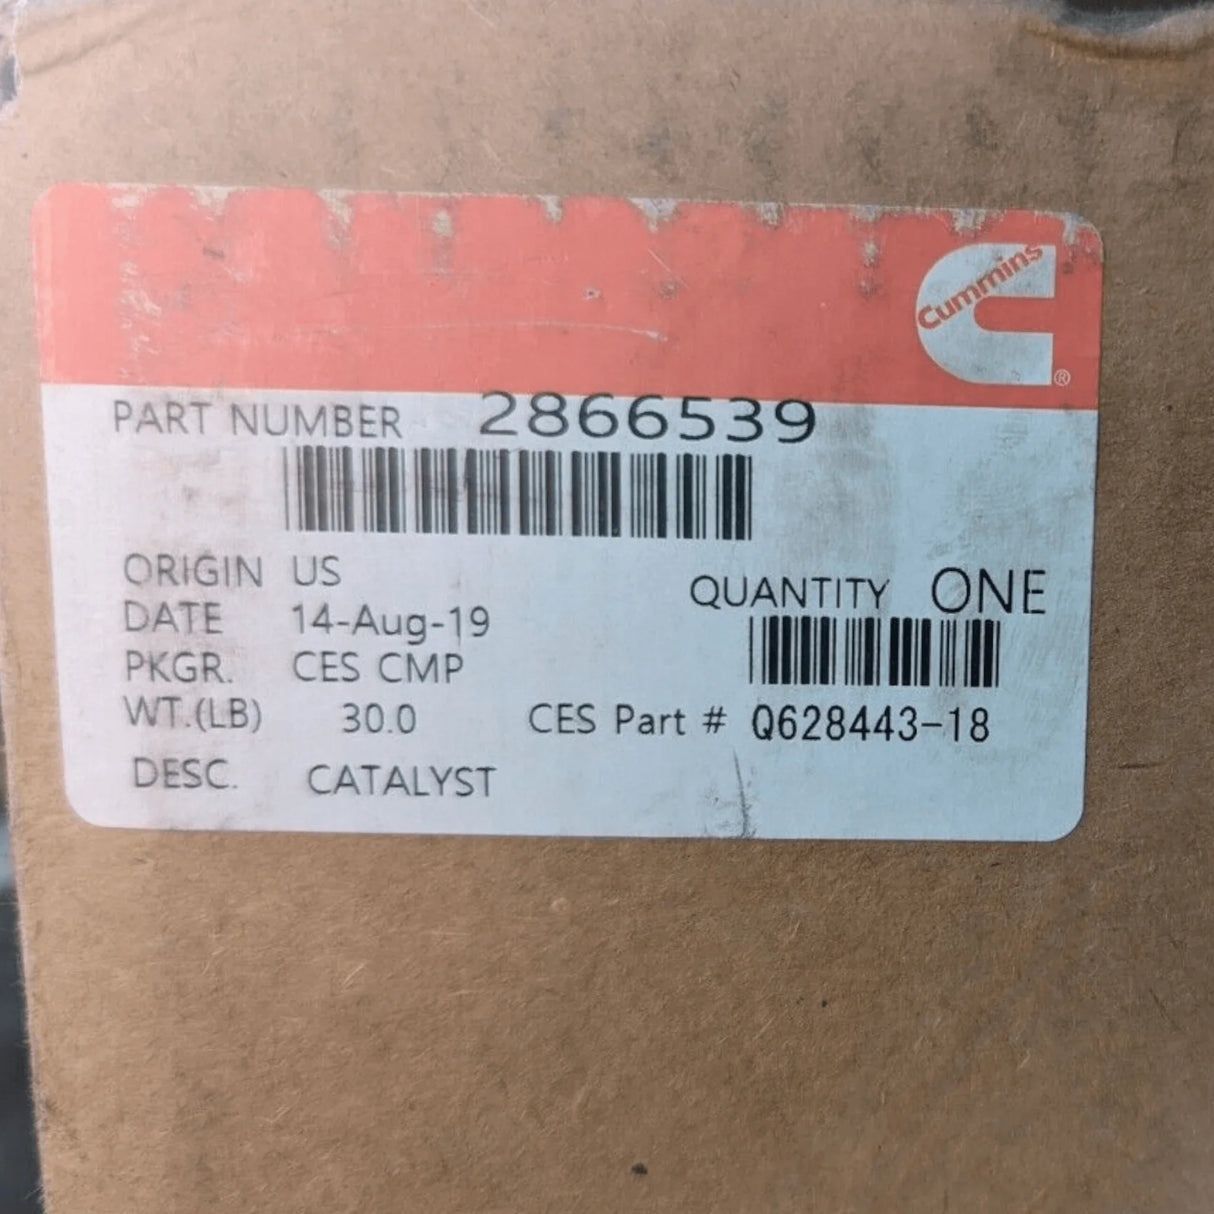 Cummins
®
PART NUMBER 2866539
ORIGIN US
QUANTITY ONE
DATE 14-Aug-19
PKGR. CES CMP
WT.(LB) 30.0 CES Part # Q628443-18
DESC. CATALYST